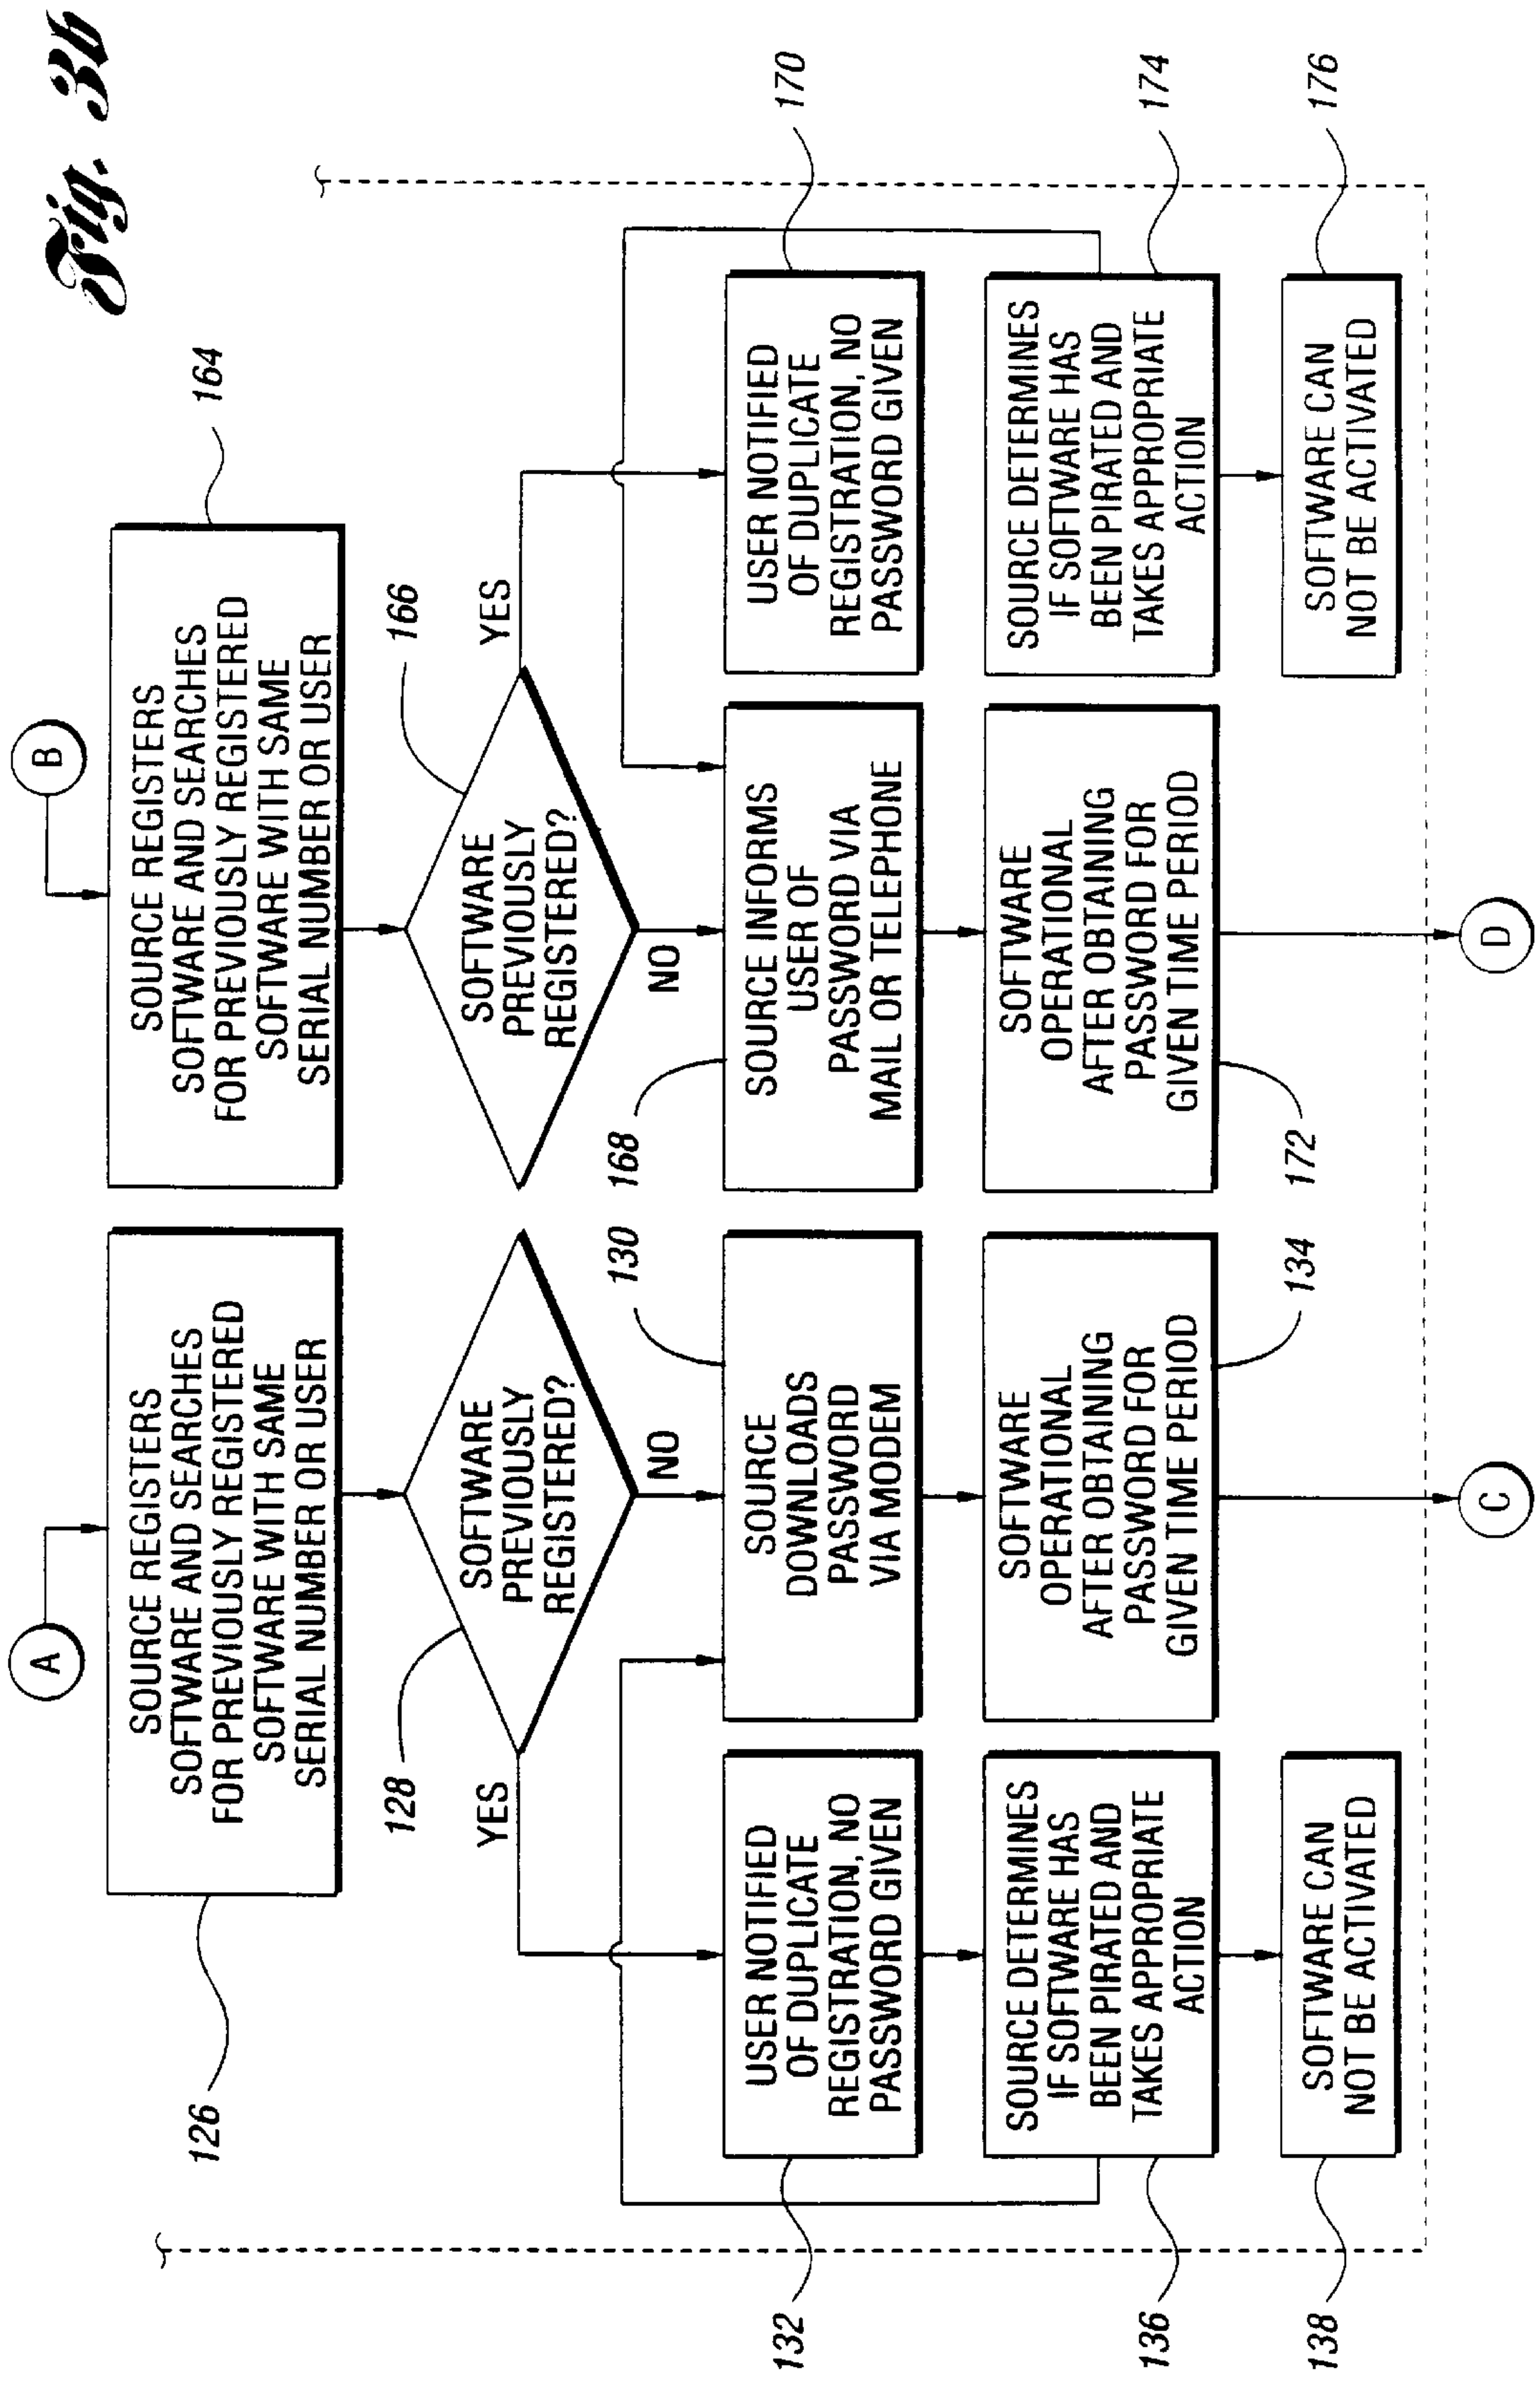 Fig. 3b
A
B
SOURCE REGISTERS
SOFTWARE AND SEARCHES
FOR PREVIOUSLY REGISTERED
SOFTWARE WITH SAME
SERIAL NUMBER OR USER
126
SOURCE REGISTERS
SOFTWARE AND SEARCHES
FOR PREVIOUSLY REGISTERED
SOFTWARE WITH SAME
SERIAL NUMBER OR USER
164
128
SOFTWARE
PREVIOUSLY
REGISTERED?
YES
NO
166
SOFTWARE
PREVIOUSLY
REGISTERED?
YES
NO
132
USER NOTIFIED
OF DUPLICATE
REGISTRATION, NO
PASSWORD GIVEN
130
SOURCE
DOWNLOADS
PASSWORD
VIA MODEM
168
SOURCE INFORMS
USER OF
PASSWORD VIA
MAIL OR TELEPHONE
170
USER NOTIFIED
OF DUPLICATE
REGISTRATION, NO
PASSWORD GIVEN
136
SOURCE DETERMINES
IF SOFTWARE HAS
BEEN PIRATED AND
TAKES APPROPRIATE
ACTION
134
SOFTWARE
OPERATIONAL
AFTER OBTAINING
PASSWORD FOR
GIVEN TIME PERIOD
172
SOFTWARE
OPERATIONAL
AFTER OBTAINING
PASSWORD FOR
GIVEN TIME PERIOD
174
SOURCE DETERMINES
IF SOFTWARE HAS
BEEN PIRATED AND
TAKES APPROPRIATE
ACTION
138
SOFTWARE CAN
NOT BE ACTIVATED
176
SOFTWARE CAN
NOT BE ACTIVATED
C
D